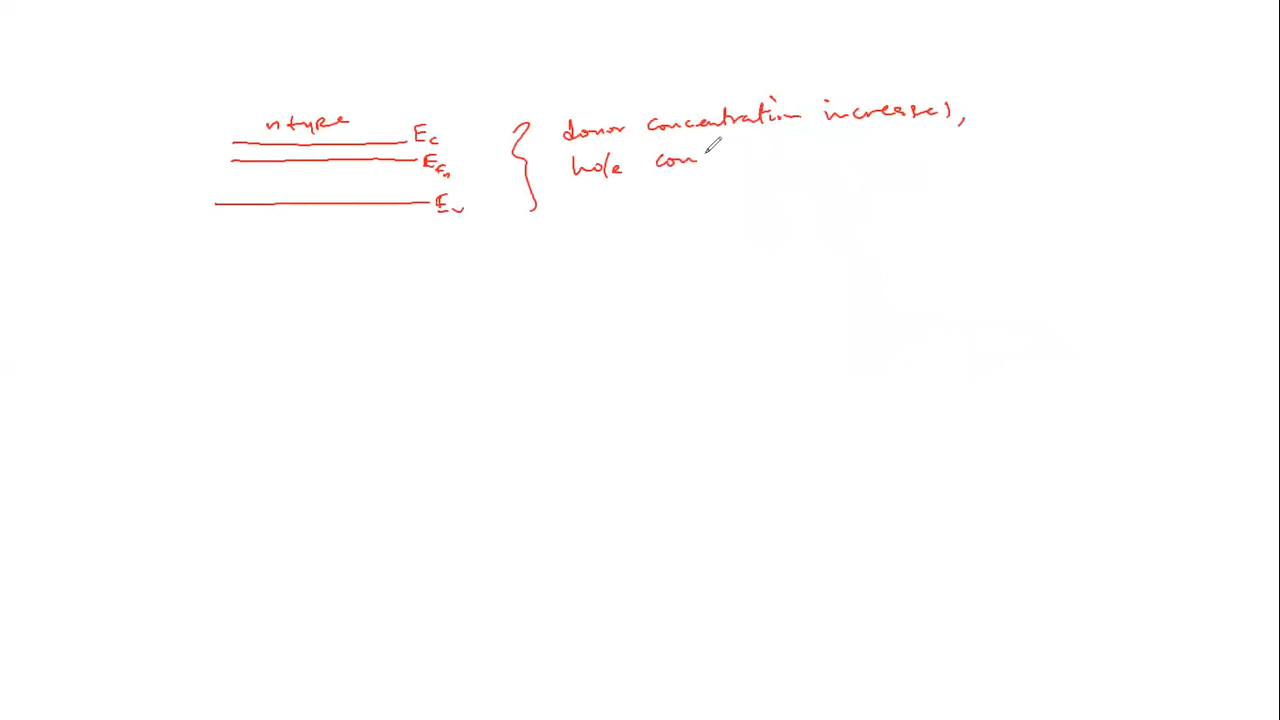 n type
Ec
Efn
Ev
donor concentration increases,
hole con